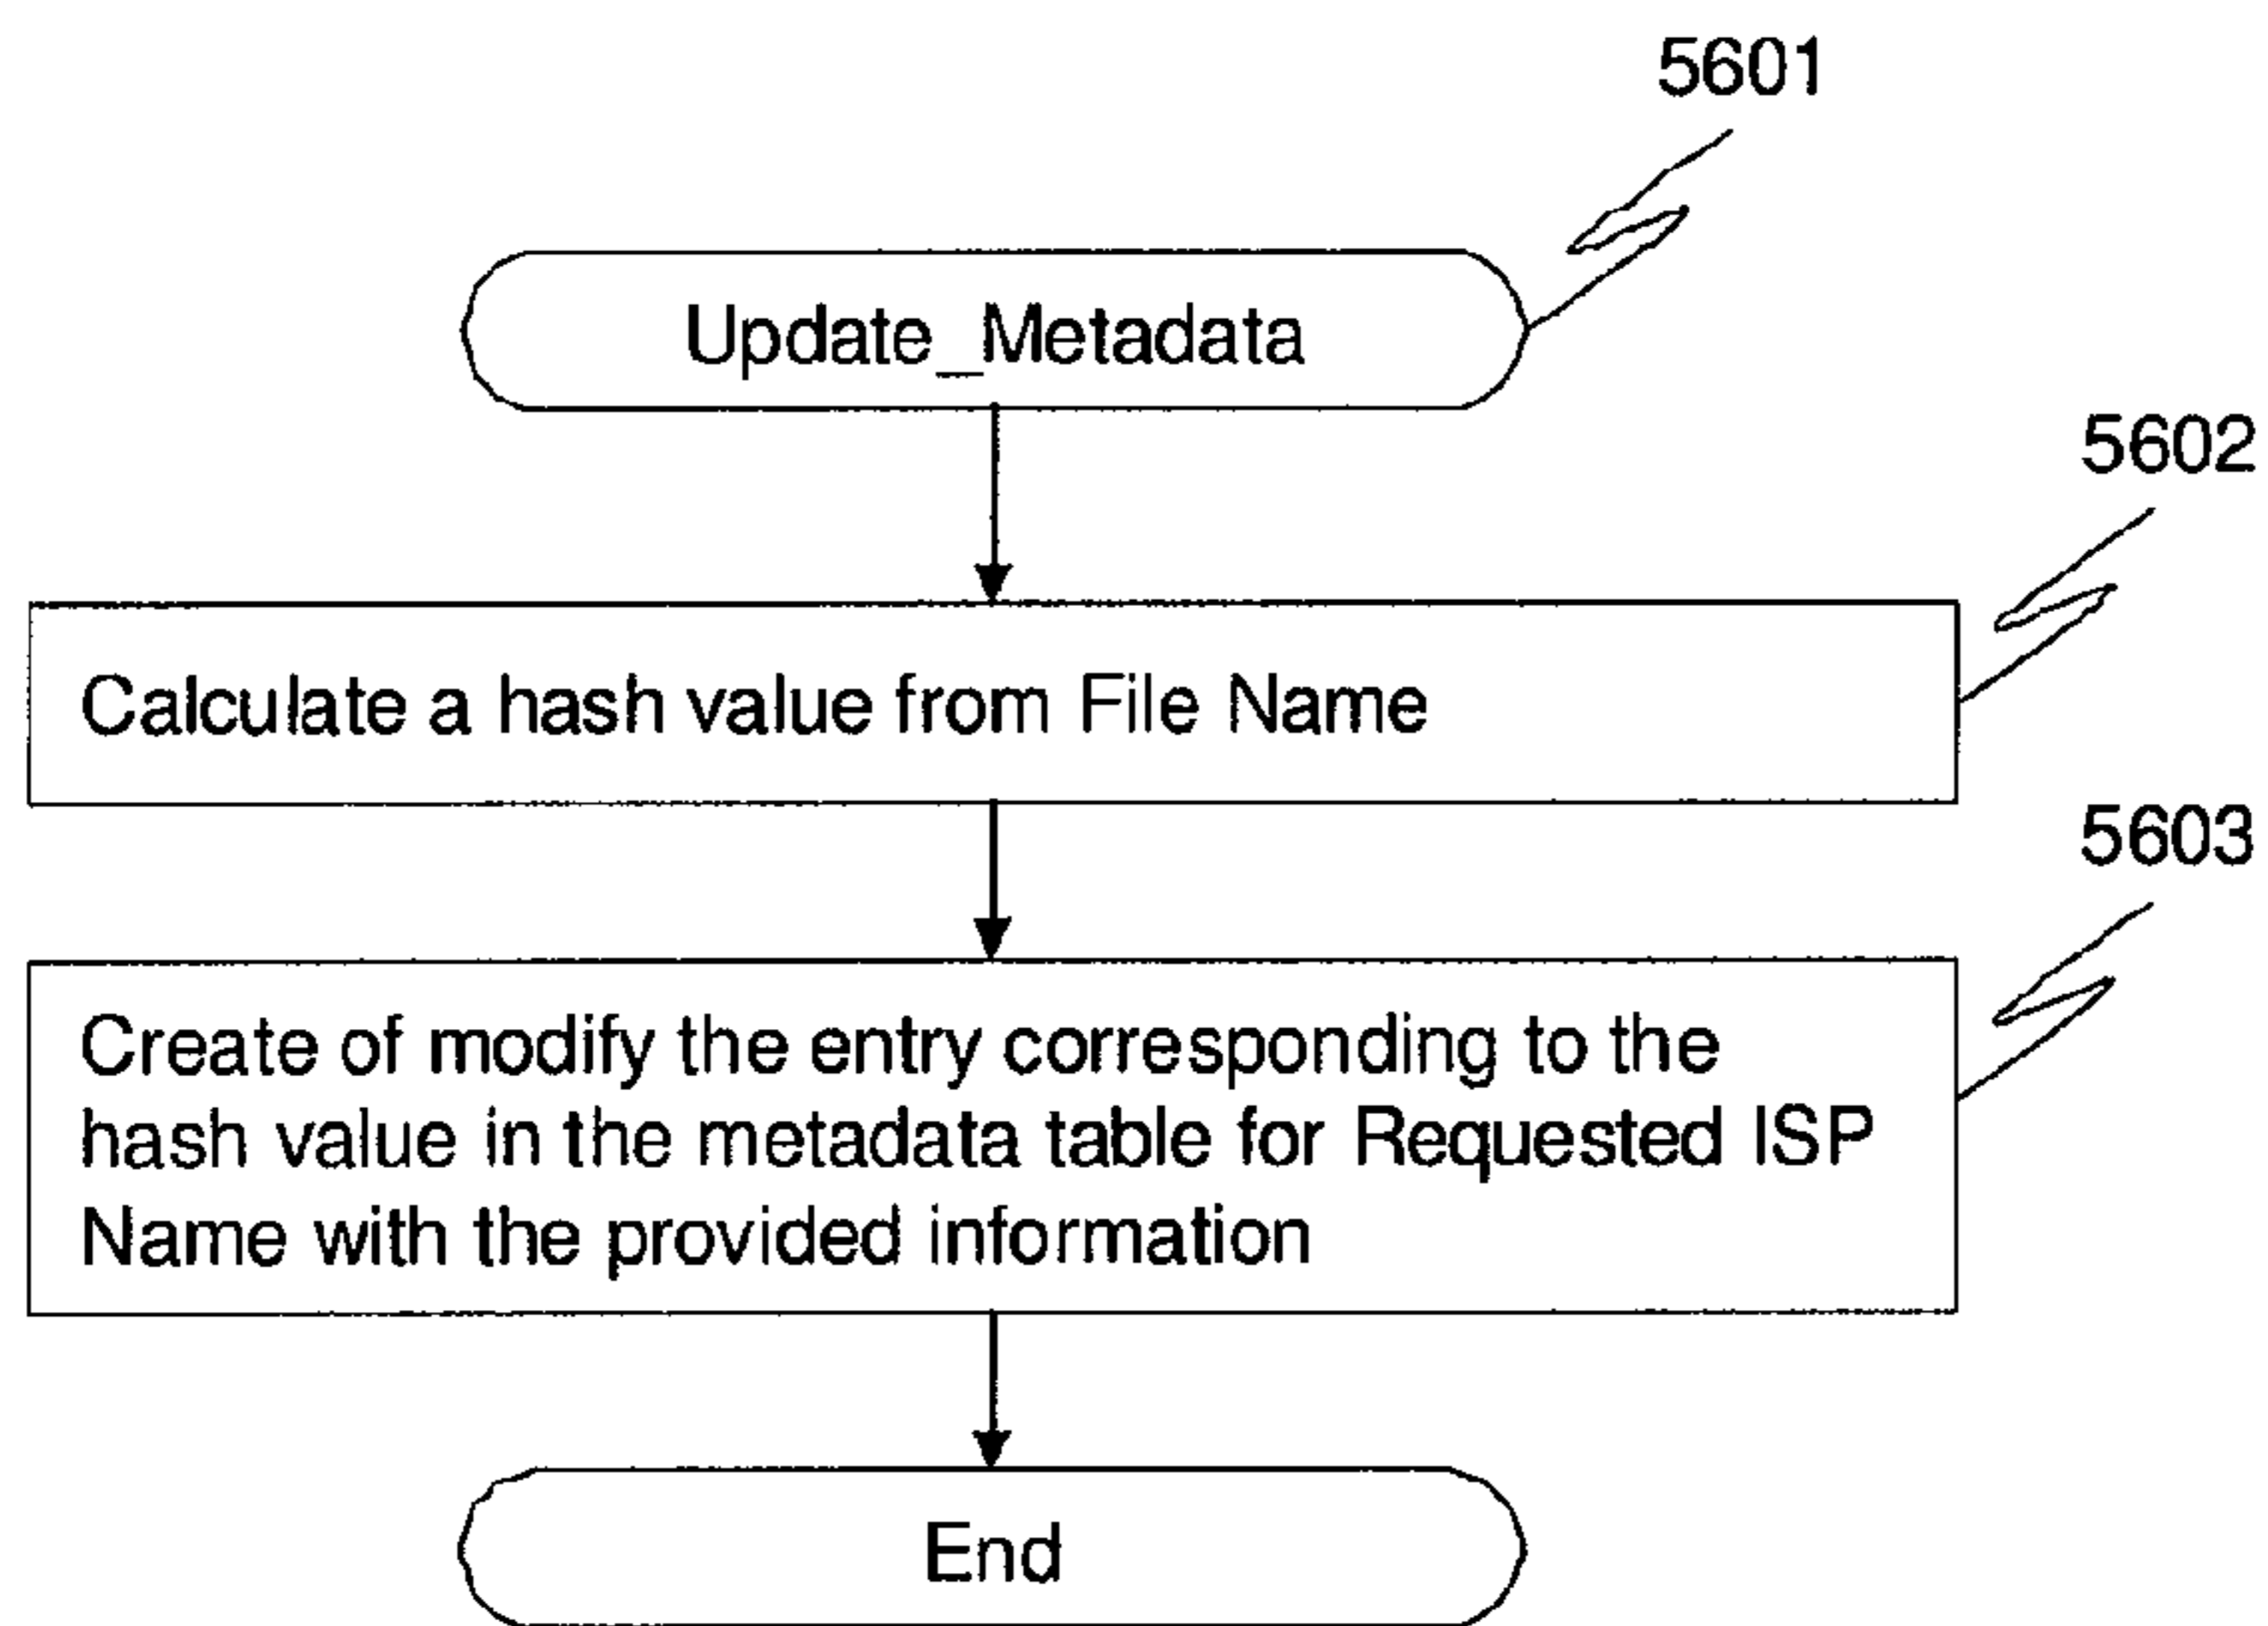 5601
Update_Metadata
5602
Calculate a hash value from File Name
5603
Create of modify the entry corresponding to the
hash value in the metadata table for Requested ISP
Name with the provided information
End